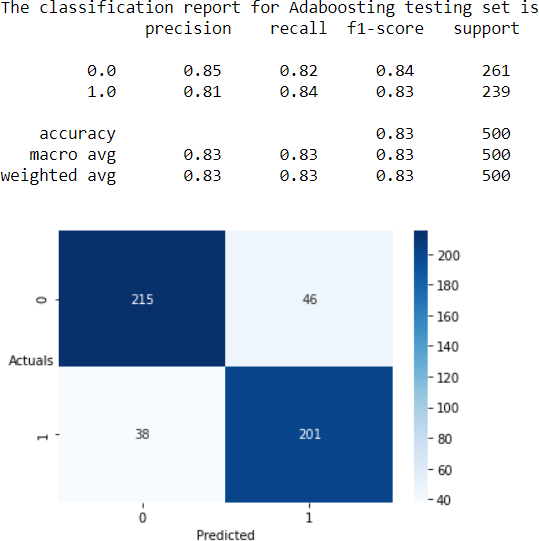 The classification report for Adaboosting testing set is
precision recall f1-score support
0.0 0.85 0.82 0.84 261
1.0 0.81 0.84 0.83 239
accuracy 0.83 500
macro avg 0.83 0.83 0.83 500
weighted avg 0.83 0.83 0.83 500
200
180
0 215 46
160
140
Actuals
120
100
1 38 201
80
60
40
0 1
Predicted